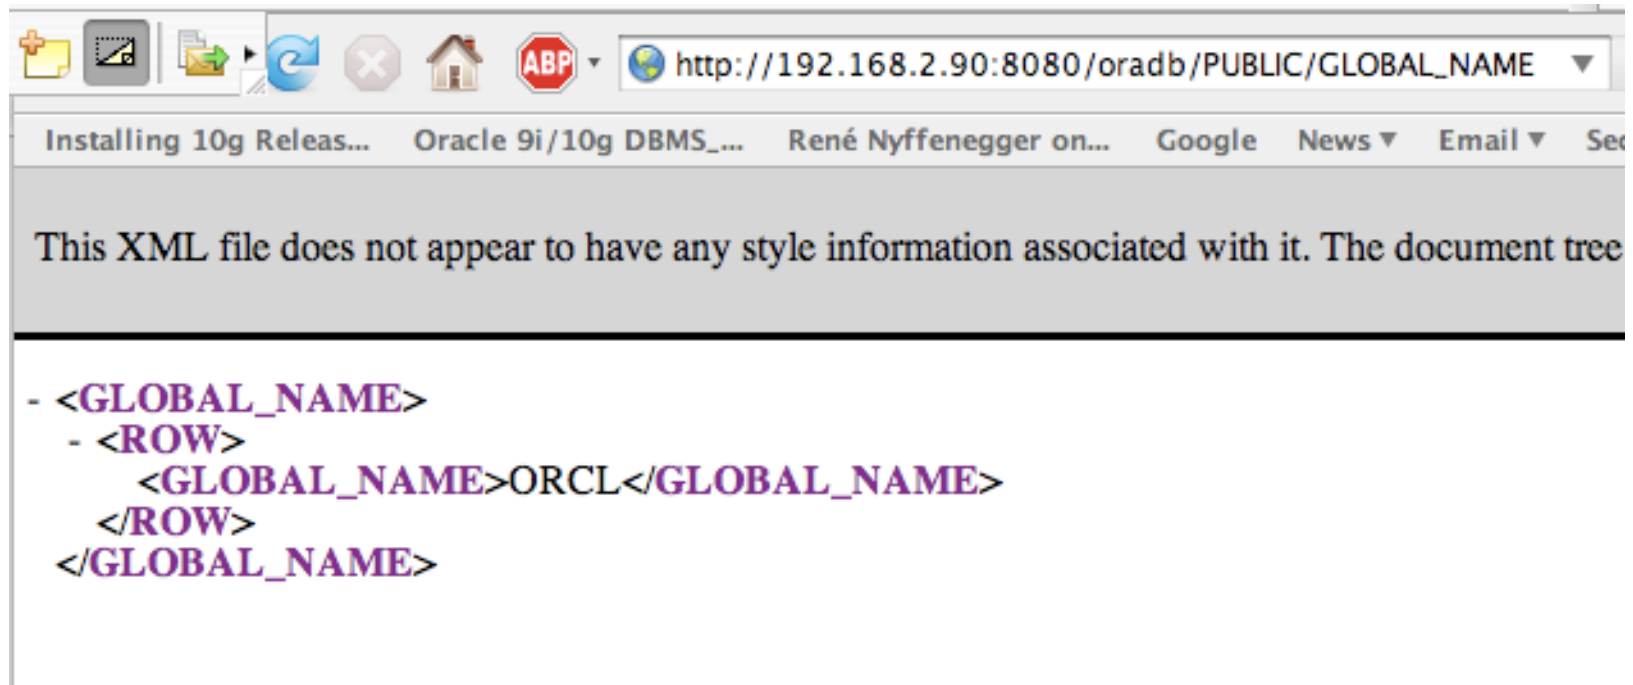 ABP http://192.168.2.90:8080/oradb/PUBLIC/GLOBAL_NAME
Installing 10g Releas... Oracle 9i/10g DBMS_... René Nyffenegger on... Google News Email Sec
This XML file does not appear to have any style information associated with it. The document tree
- <GLOBAL_NAME>
- <ROW>
<GLOBAL_NAME>ORCL</GLOBAL_NAME>
</ROW>
</GLOBAL_NAME>